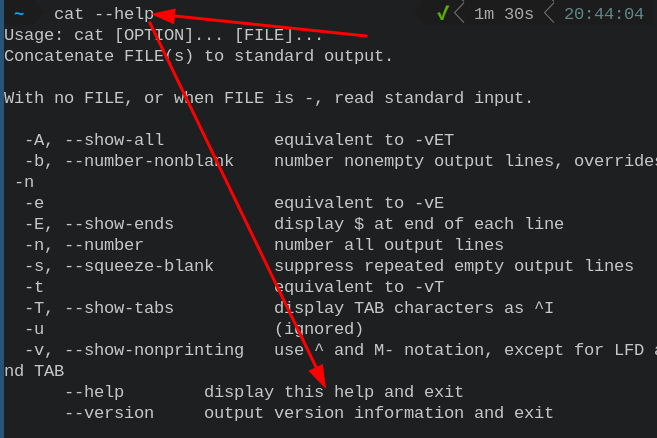 ~ cat --help ✓ 1m 30s 20:44:04
Usage: cat [OPTION]... [FILE]...
Concatenate FILE(s) to standard output.
With no FILE, or when FILE is -, read standard input.
-A, --show-all equivalent to -vET
-b, --number-nonblank number nonempty output lines, overrides
-n
-e equivalent to -vE
-E, --show-ends display $ at end of each line
-n, --number number all output lines
-s, --squeeze-blank suppress repeated empty output lines
-t equivalent to -vT
-T, --show-tabs display TAB characters as ^I
-u (ignored)
-v, --show-nonprinting use ^ and M- notation, except for LFD a
nd TAB
--help display this help and exit
--version output version information and exit